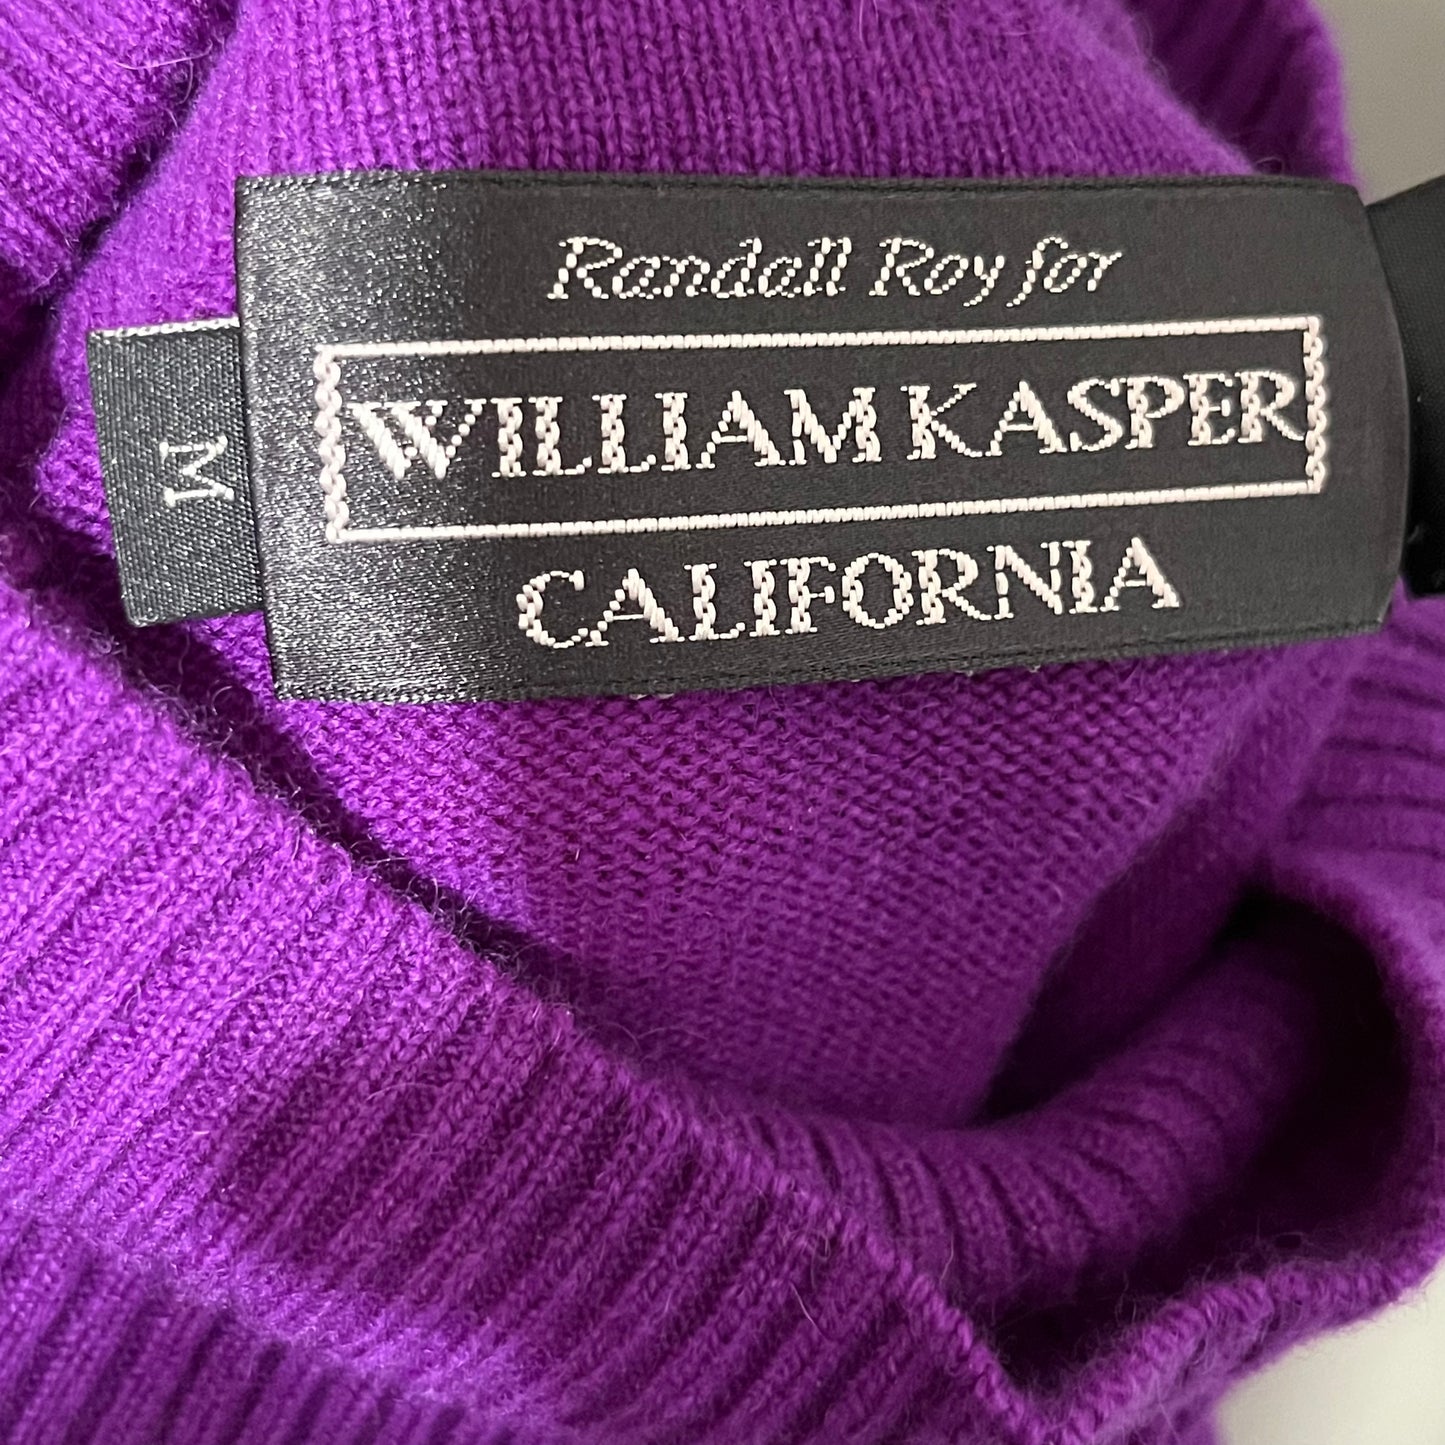 Randall Roy for
WILLIAM KASPER
CALIFORNIA
M